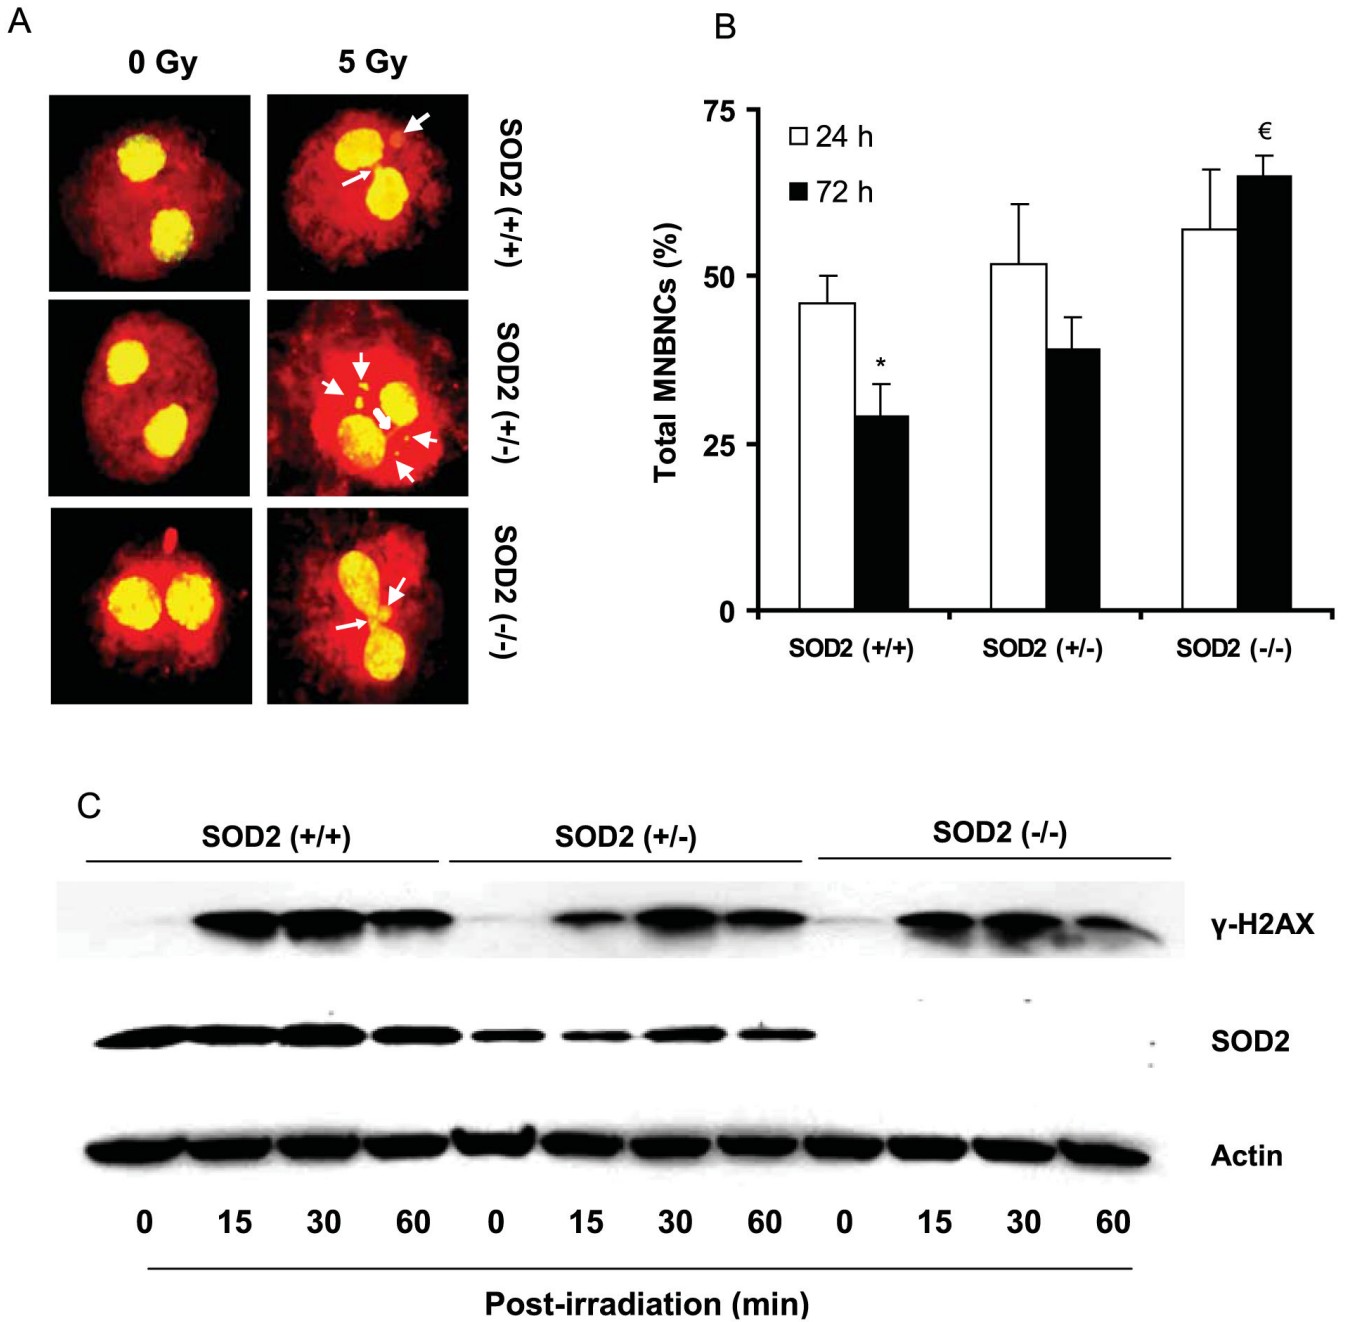 A
0 Gy
5 Gy
SOD2 (+/+)
SOD2 (+/-)
SOD2 (-/-)
B
75
50
25
0
Total MNBNCs (%)
24 h
72 h
*
€
SOD2 (+/+)
SOD2 (+/-)
SOD2 (-/-)
C
SOD2 (+/+)
SOD2 (+/-)
SOD2 (-/-)
γ-H2AX
SOD2
Actin
0 15 30 60 0 15 30 60 0 15 30 60
Post-irradiation (min)